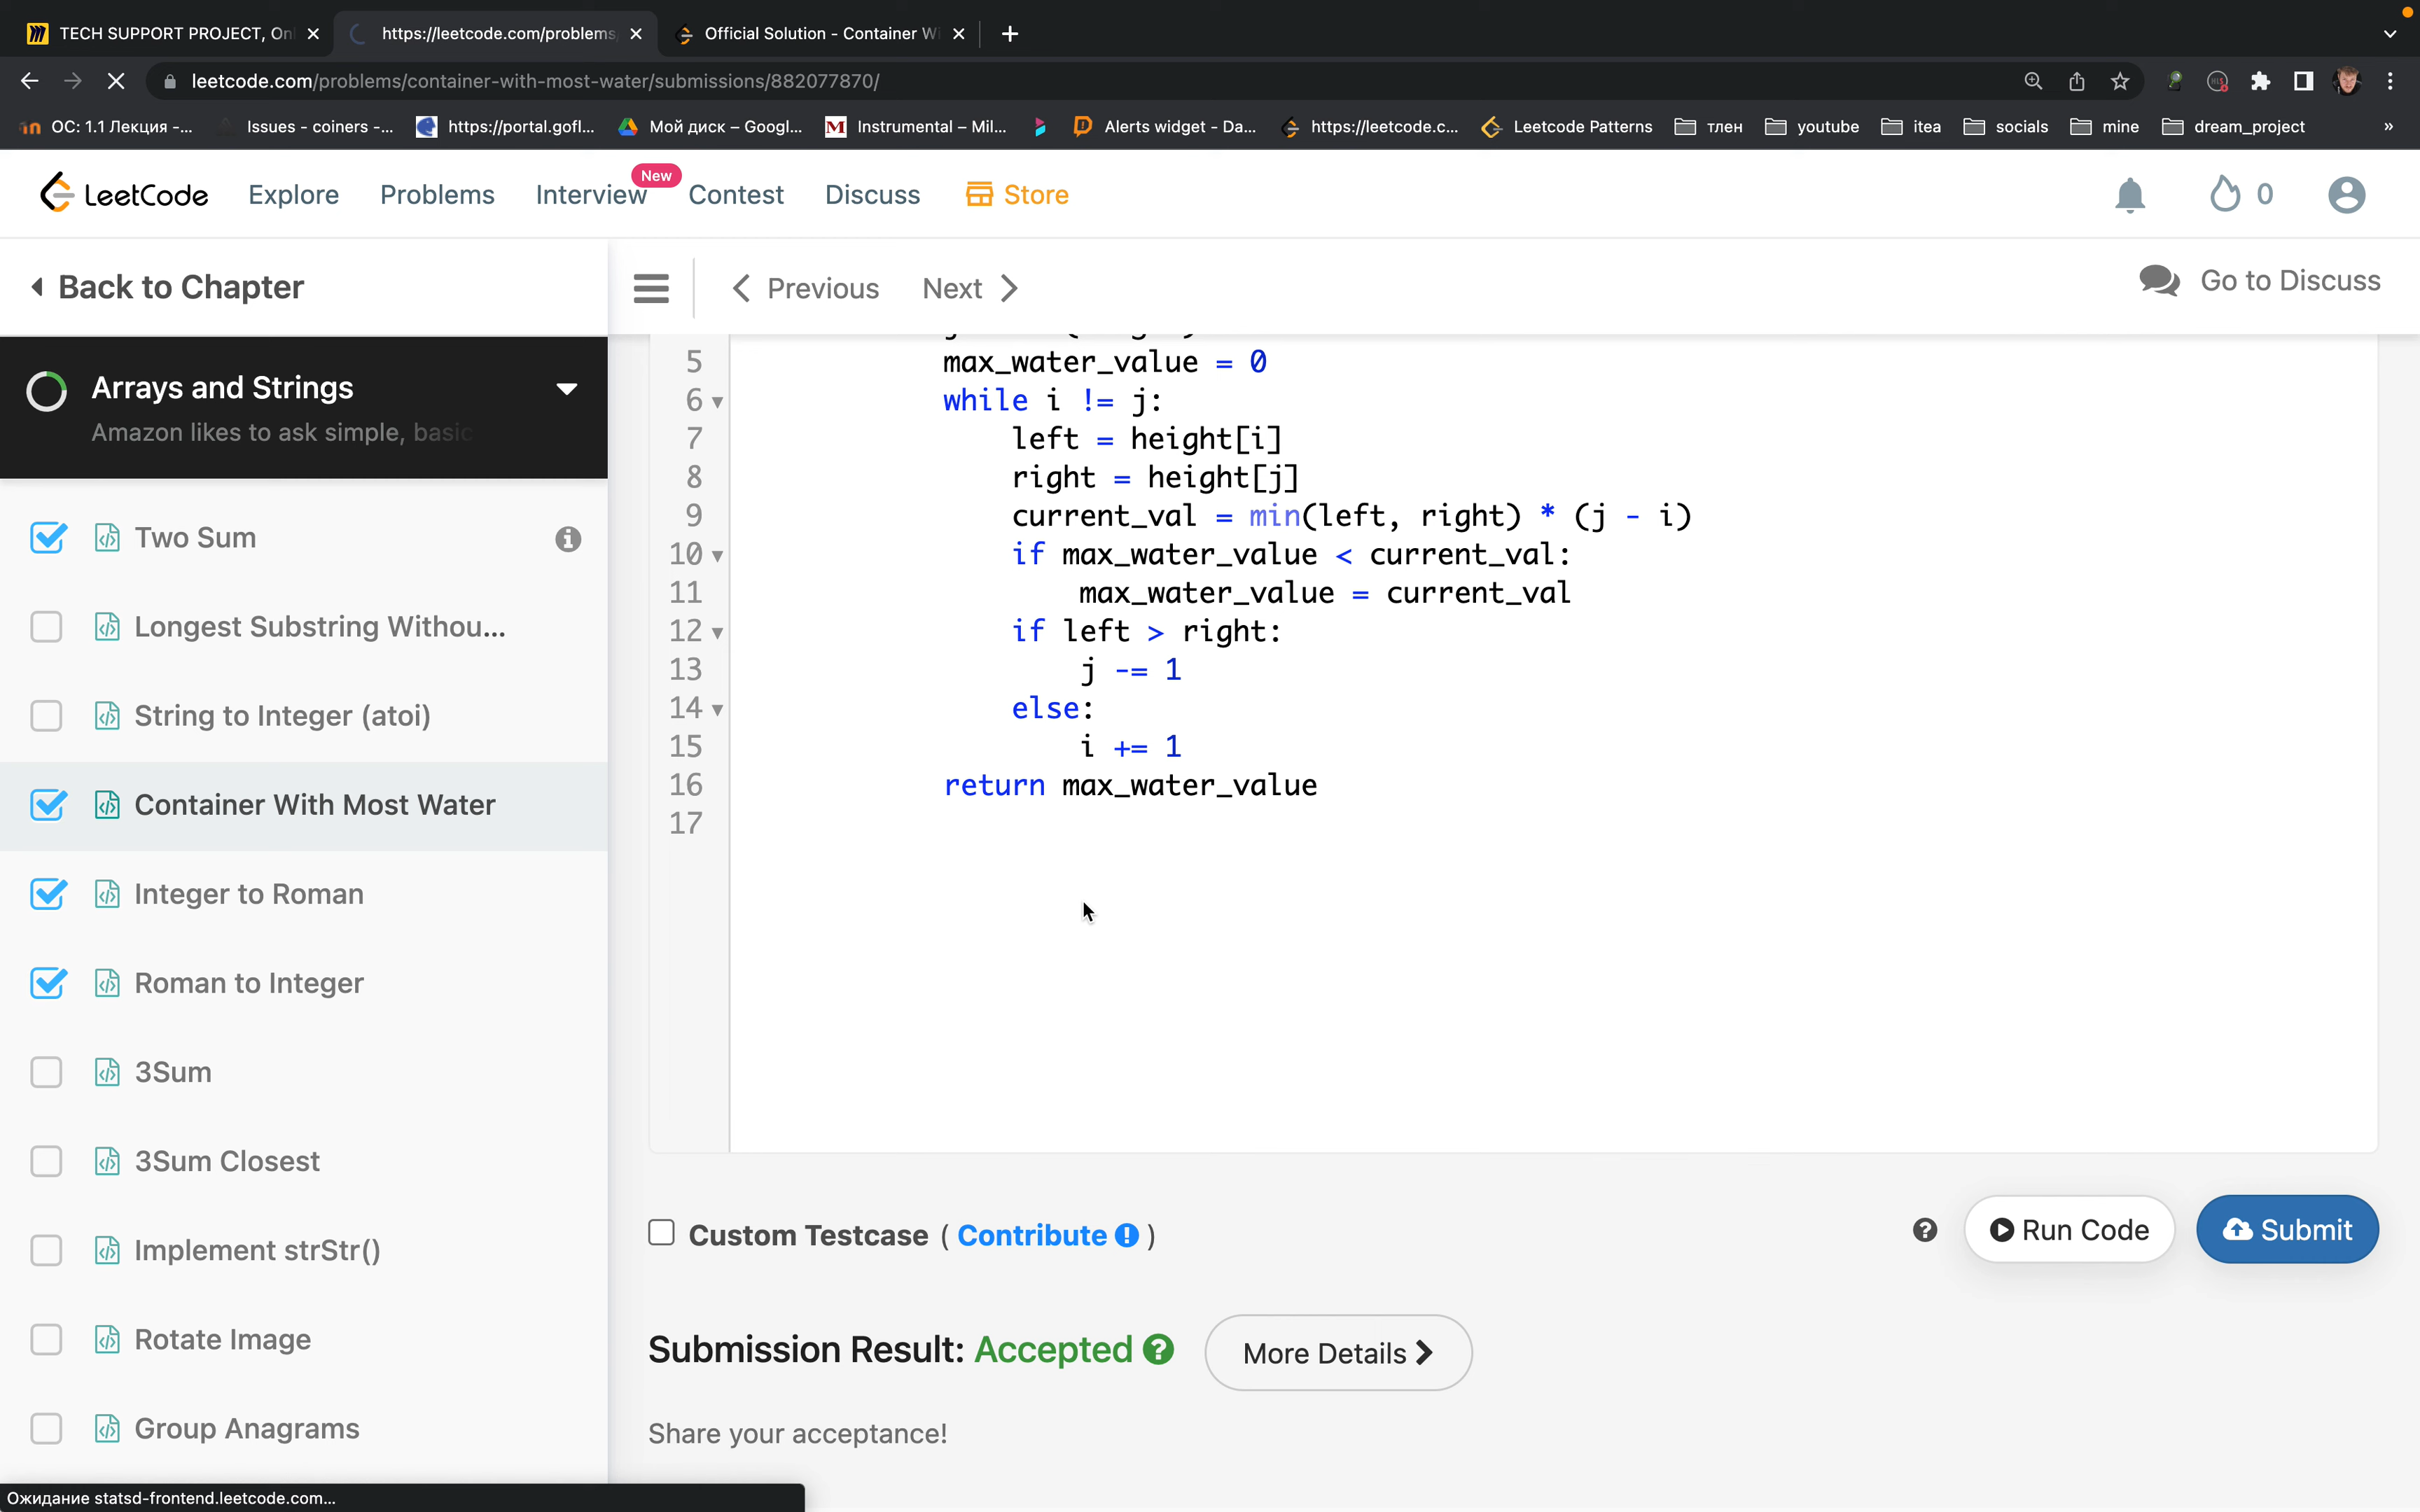 TECH SUPPORT PROJECT, Onl
https://leetcode.com/problems
Official Solution - Container Wi
leetcode.com/problems/container-with-most-water/submissions/882077870/
ОС: 1.1 Лекция -...
Issues - coiners -...
https://portal.gofl...
Мой диск – Googl...
Instrumental – Mil...
Alerts widget - Da...
https://leetcode.c...
Leetcode Patterns
тлен
youtube
itea
socials
mine
dream_project
»
LeetCode
Explore
Problems
Interview
New
Contest
Discuss
Store
0
Back to Chapter
Previous
Next
Go to Discuss
Arrays and Strings
Amazon likes to ask simple, basic
Two Sum
Longest Substring Withou...
String to Integer (atoi)
Container With Most Water
Integer to Roman
Roman to Integer
3Sum
3Sum Closest
Implement strStr()
Rotate Image
Group Anagrams
5 max_water_value = 0
6 while i != j:
7 left = height[i]
8 right = height[j]
9 current_val = min(left, right) * (j - i)
10 if max_water_value < current_val:
11 max_water_value = current_val
12 if left > right:
13 j -= 1
14 else:
15 i += 1
16 return max_water_value
17
Custom Testcase ( Contribute )
Run Code
Submit
Submission Result: Accepted
More Details
Share your acceptance!
Ожидание statsd-frontend.leetcode.com...